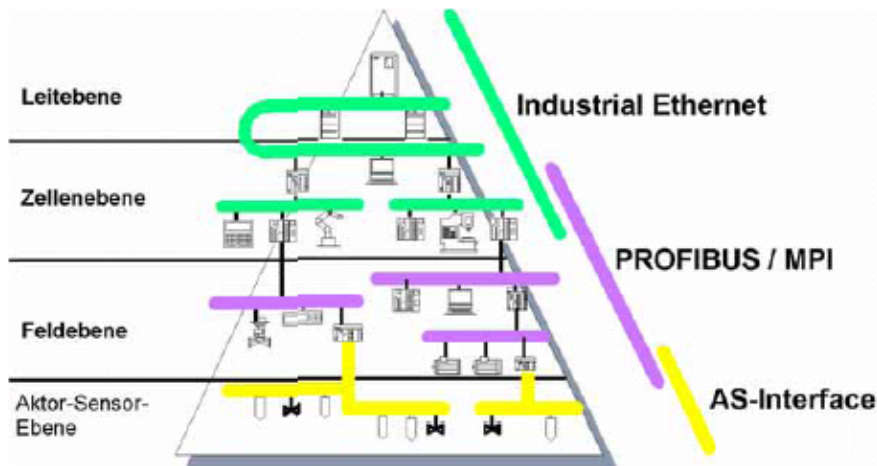 Leitebene
Industrial Ethernet
Zellenebene
PROFIBUS / MPI
Feldebene
Aktor-Sensor-
Ebene
AS-Interface